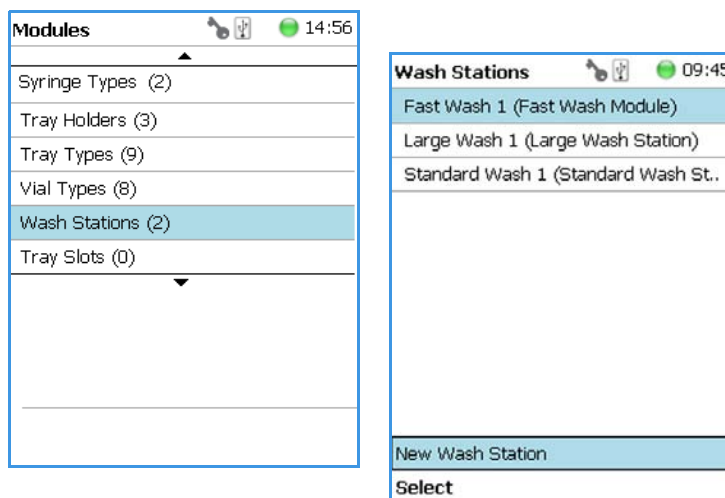 Modules 14:56
Syringe Types (2)
Tray Holders (3)
Tray Types (9)
Vial Types (8)
Wash Stations (2)
Tray Slots (0)
Wash Stations 09:45
Fast Wash 1 (Fast Wash Module)
Large Wash 1 (Large Wash Station)
Standard Wash 1 (Standard Wash St..
New Wash Station
Select